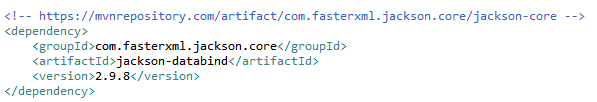 <!-- https://mvnrepository.com/artifact/com.fasterxml.jackson.core/jackson-core -->
<dependency>
    <groupId>com.fasterxml.jackson.core</groupId>
    <artifactId>jackson-databind</artifactId>
    <version>2.9.8</version>
</dependency>